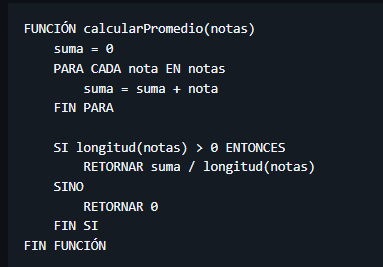 FUNCIÓN calcularPromedio(notas)
    suma = 0
    PARA CADA nota EN notas
        suma = suma + nota
    FIN PARA

    SI longitud(notas) > 0 ENTONCES
        RETORNAR suma / longitud(notas)
    SINO
        RETORNAR 0
    FIN SI
FIN FUNCIÓN